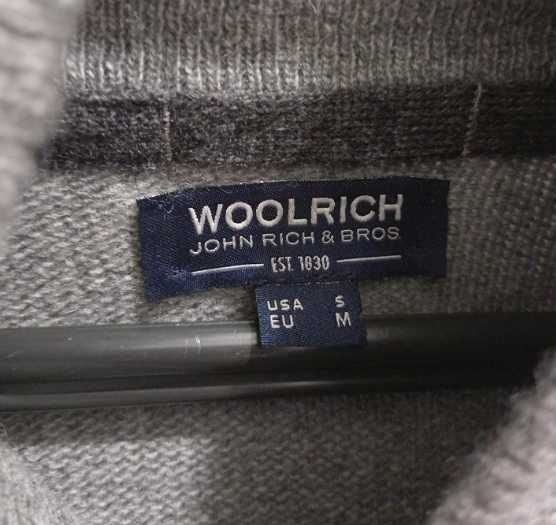 WOOLRICH
JOHN RICH & BROS.
EST. 1830
USA S
EU M